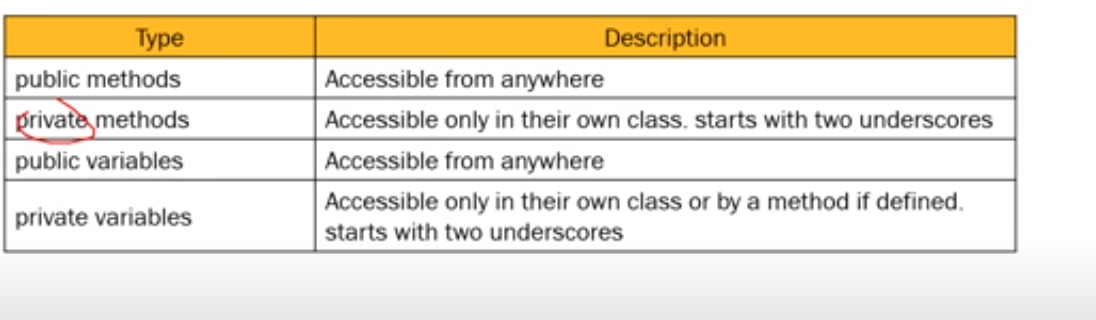 Type Description
public methods Accessible from anywhere
private methods Accessible only in their own class. starts with two underscores
public variables Accessible from anywhere
private variables Accessible only in their own class or by a method if defined.
starts with two underscores